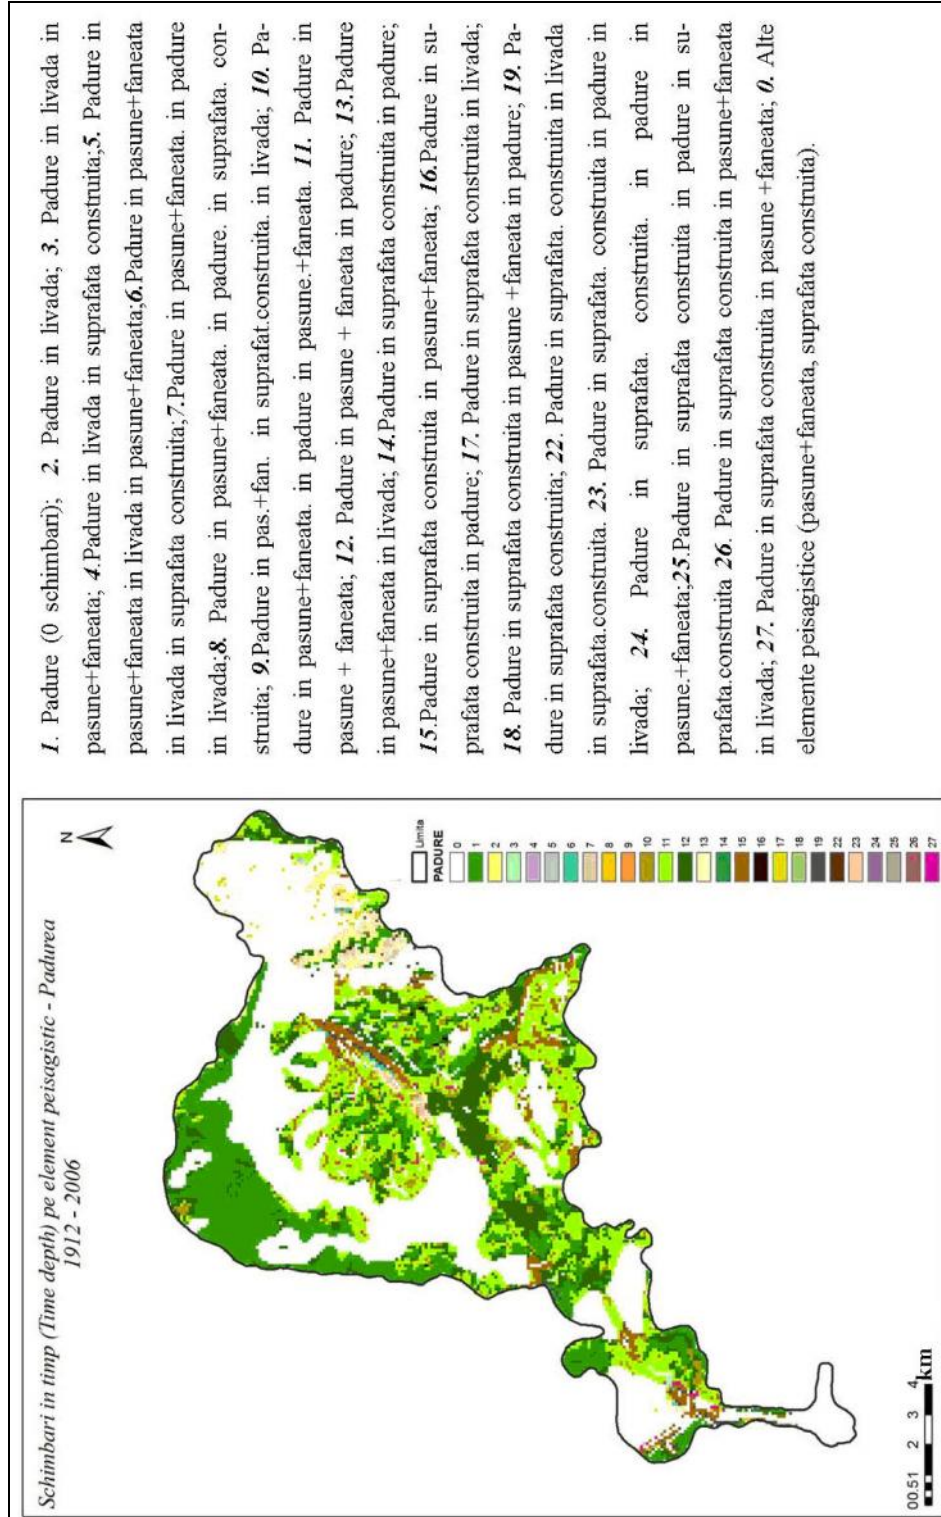 Schimbari in timp (Time depth) pe element peisagistic - Padurea
1912 - 2006
N
Limita
PADURE
0
1
2
3
4
5
6
7
8
9
10
11
12
13
14
15
16
17
18
19
22
23
24
25
26
27
00.51 2 3 4
km
1. Padure (0 schimbari); 2. Padure in livada; 3. Padure in livada in
pasune+faneata; 4.Padure in livada in suprafata construita;5. Padure in
pasune+faneata in livada in pasune+faneata;6.Padure in pasune+faneata
in livada in suprafata construita;7.Padure in pasune+faneata. in padure
in livada;8. Padure in pasune+faneata. in padure. in suprafata. con-
struita; 9.Padure in pas.+fan. in suprafat.construita. in livada; 10. Pa-
dure in pasune+faneata. in padure in pasune.+faneata. 11. Padure in
pasune + faneata; 12. Padure in pasune + faneata in padure; 13.Padure
in pasune+faneata in livada; 14.Padure in suprafata construita in padure;
15.Padure in suprafata construita in pasune+faneata; 16.Padure in su-
prafata construita in padure; 17. Padure in suprafata construita in livada;
18. Padure in suprafata construita in pasune +faneata in padure; 19. Pa-
dure in suprafata construita; 22. Padure in suprafata. construita in livada
in suprafata.construita. 23. Padure in suprafata. construita in padure in
livada; 24. Padure in suprafata. construita. in padure in
pasune.+faneata;25.Padure in suprafata construita in padure in su-
prafata.construita 26. Padure in suprafata construita in pasune+faneata
in livada; 27. Padure in suprafata construita in pasune +faneata; 0. Alte
elemente peisagistice (pasune+faneata, suprafata construita).